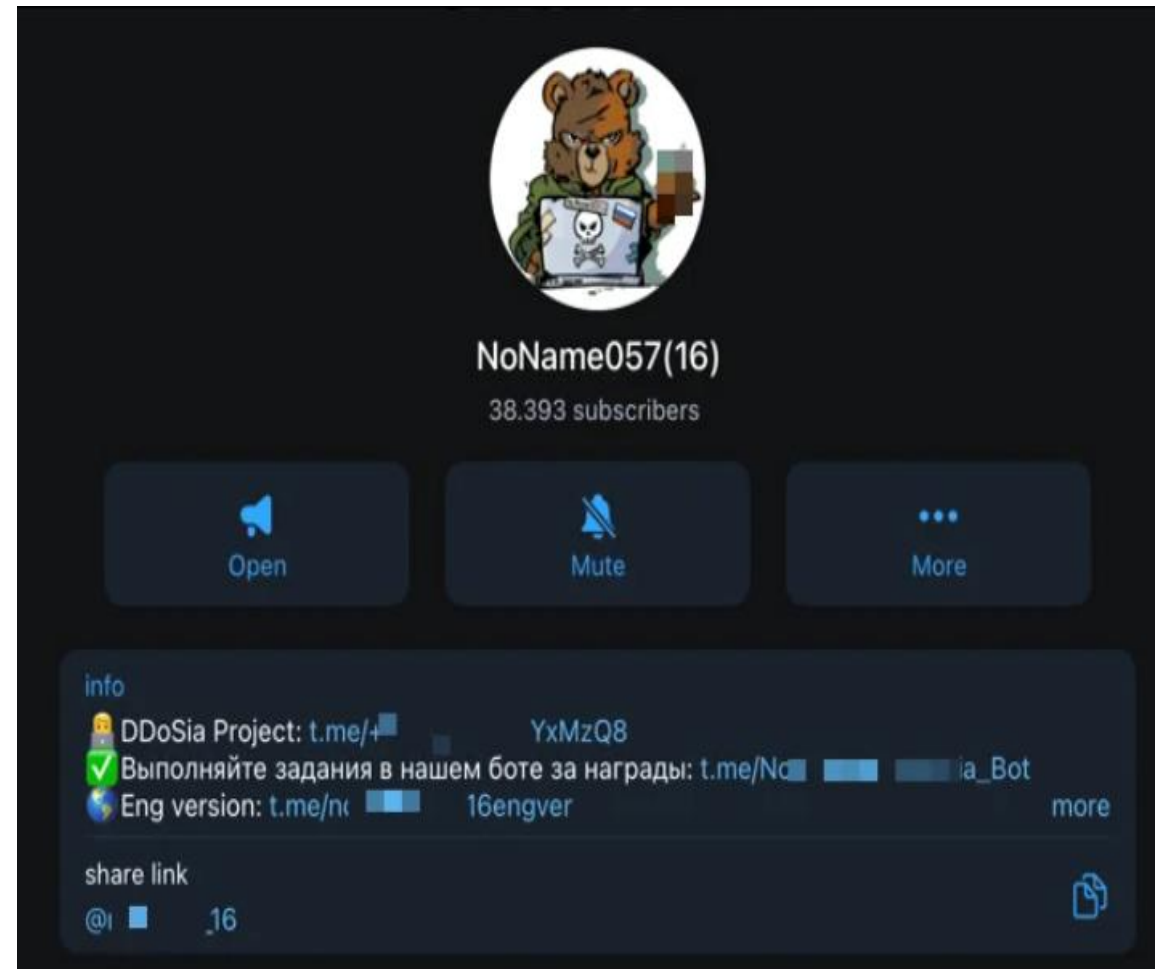 NoName057(16)
38.393 subscribers
Open
Mute
More
info
DDoSia Project: t.me/+ YxMzQ8
Выполняйте задания в нашем боте за награды: t.me/No ia_Bot
Eng version: t.me/n 16engver
more
share link
@ _16